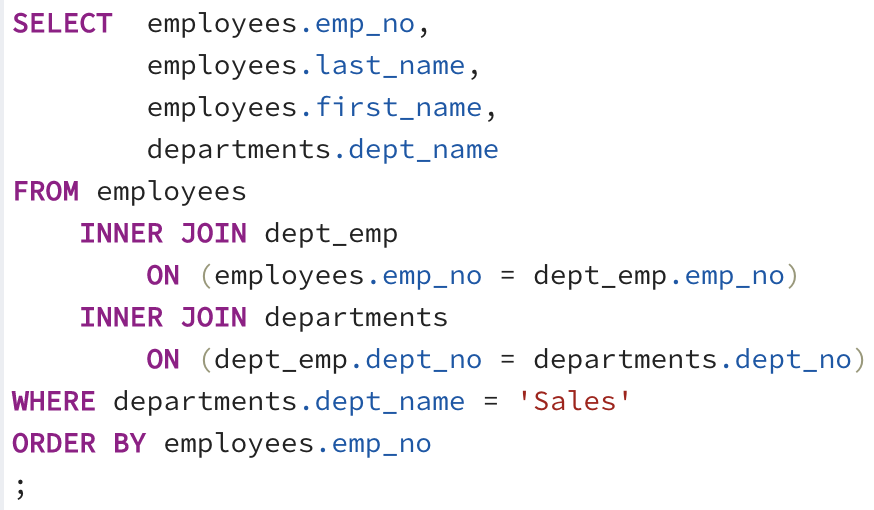 SELECT  employees.emp_no,
        employees.last_name,
        employees.first_name,
        departments.dept_name
FROM employees
    INNER JOIN dept_emp
        ON (employees.emp_no = dept_emp.emp_no)
    INNER JOIN departments
        ON (dept_emp.dept_no = departments.dept_no)
WHERE departments.dept_name = 'Sales'
ORDER BY employees.emp_no
;